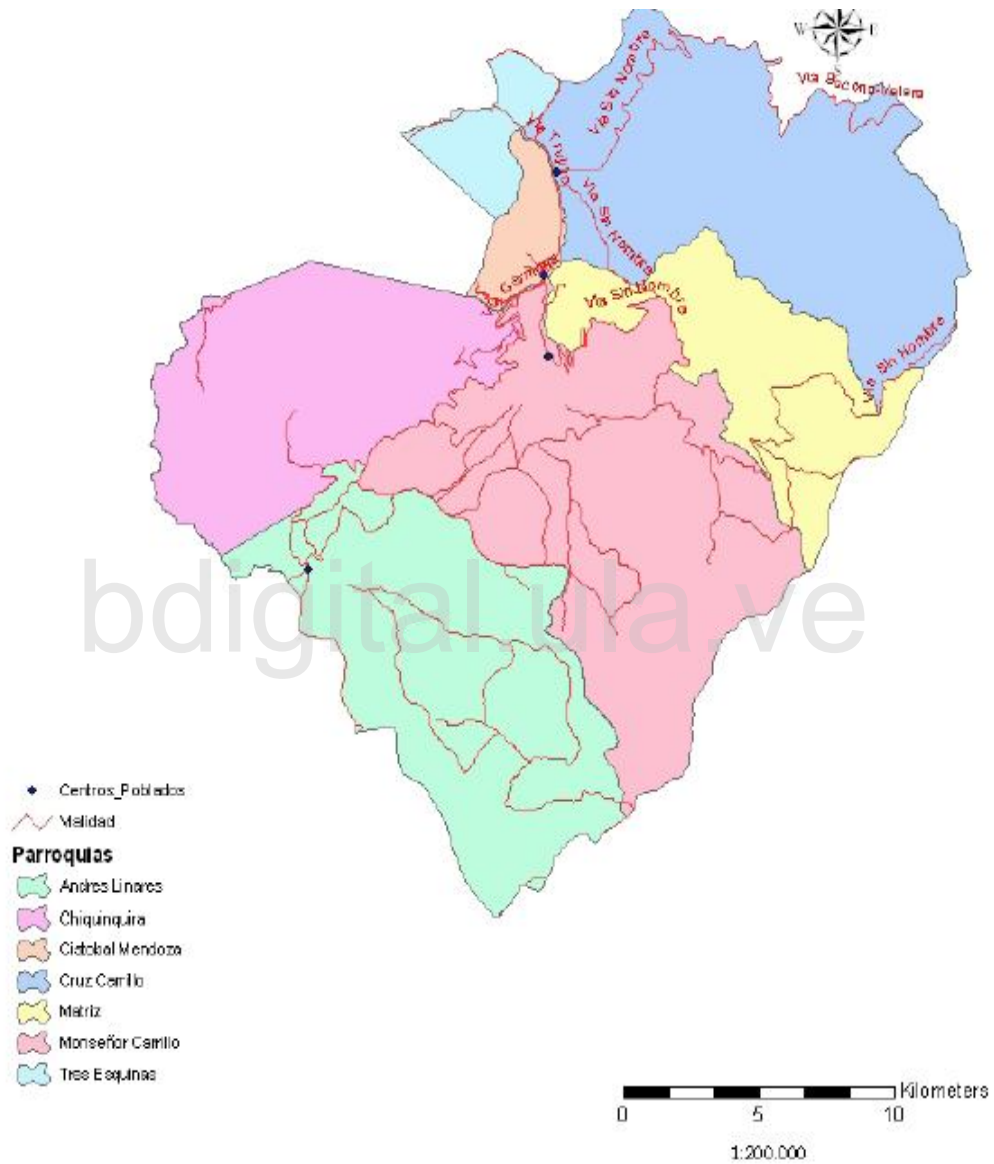 W E
S
Via Bocono-Valera
Via Sin Nombre
Via Trujillo
Via Sin Nombre
Via Sin Nombre
Via Sin Nombre
bdigital.ula.ve
Centros_Poblados
Vialidad
Parroquias
Andres Linares
Chiquinquira
Cistobal Mendoza
Cruz Carrillo
Matriz
Monseñor Carrillo
Tres Esquinas
Kilometers
0 5 10
1:200.000